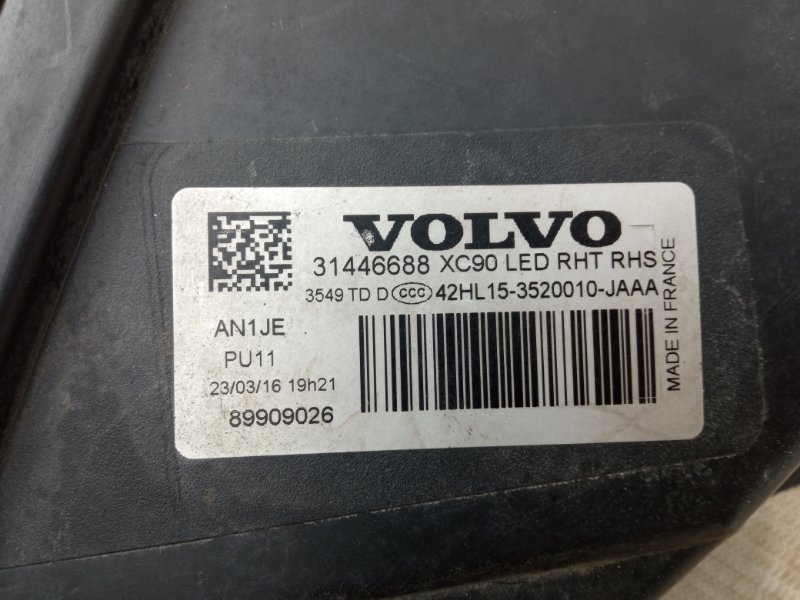 VOLVO
31446688 XC90 LED RHT RHS
3549 TD D CCC 42HL15-3520010-JAAA
AN1JE
PU11
23/03/16 19h21
89909026
MADE IN FRANCE